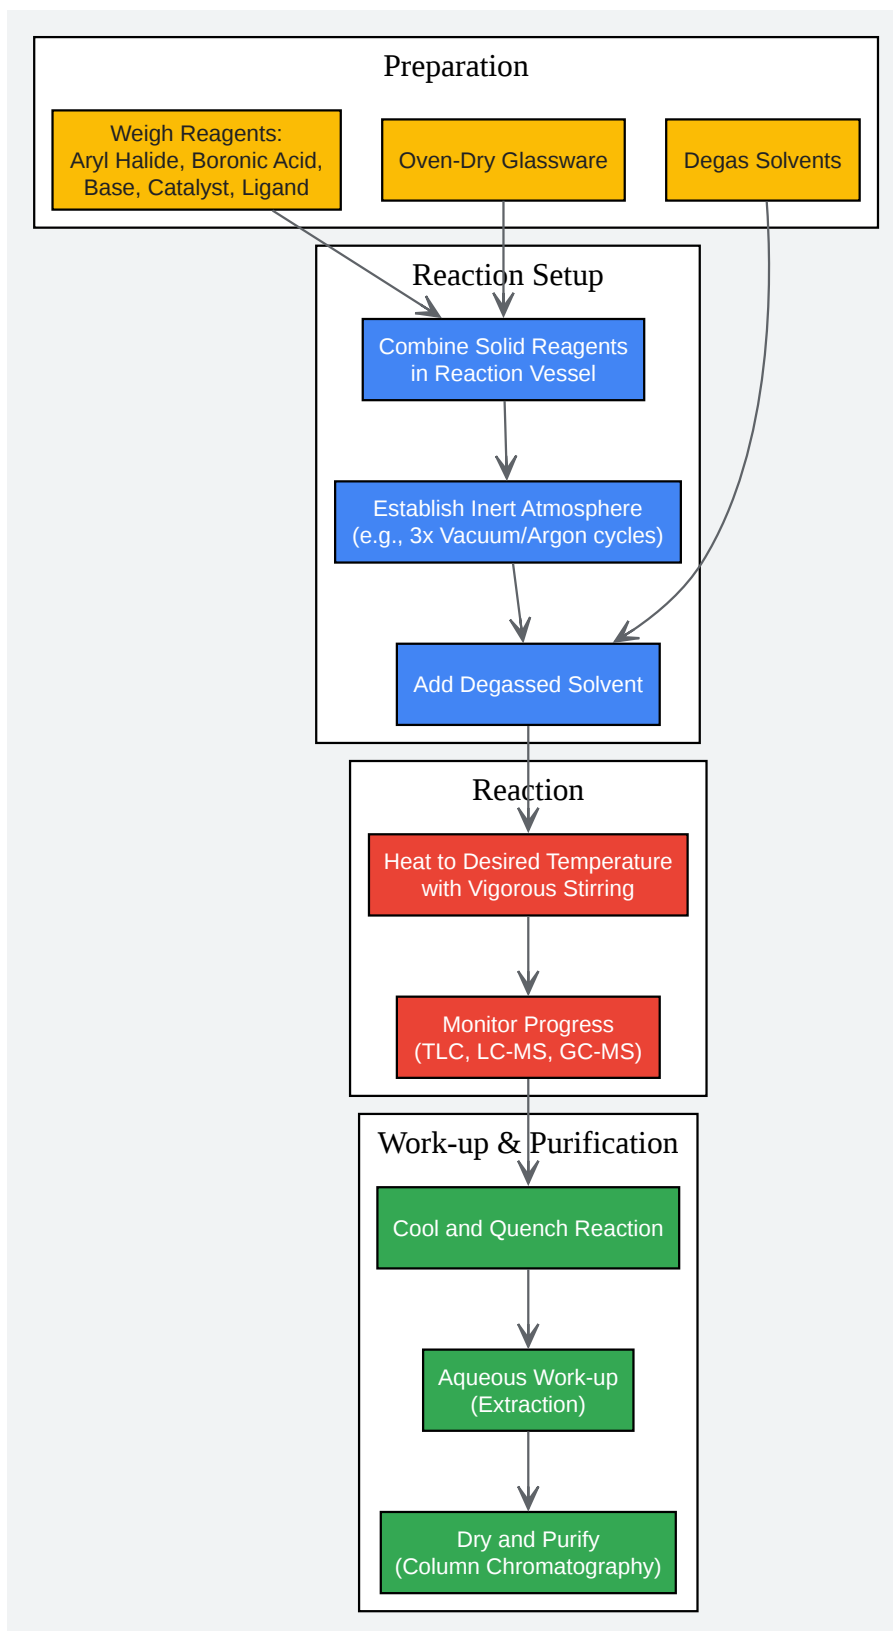 Preparation
Weigh Reagents:
Aryl Halide, Boronic Acid,
Base, Catalyst, Ligand
Oven-Dry Glassware
Degas Solvents
Reaction Setup
Combine Solid Reagents
in Reaction Vessel
Establish Inert Atmosphere
(e.g., 3x Vacuum/Argon cycles)
Add Degassed Solvent
Reaction
Heat to Desired Temperature
with Vigorous Stirring
Monitor Progress
(TLC, LC-MS, GC-MS)
Work-up & Purification
Cool and Quench Reaction
Aqueous Work-up
(Extraction)
Dry and Purify
(Column Chromatography)